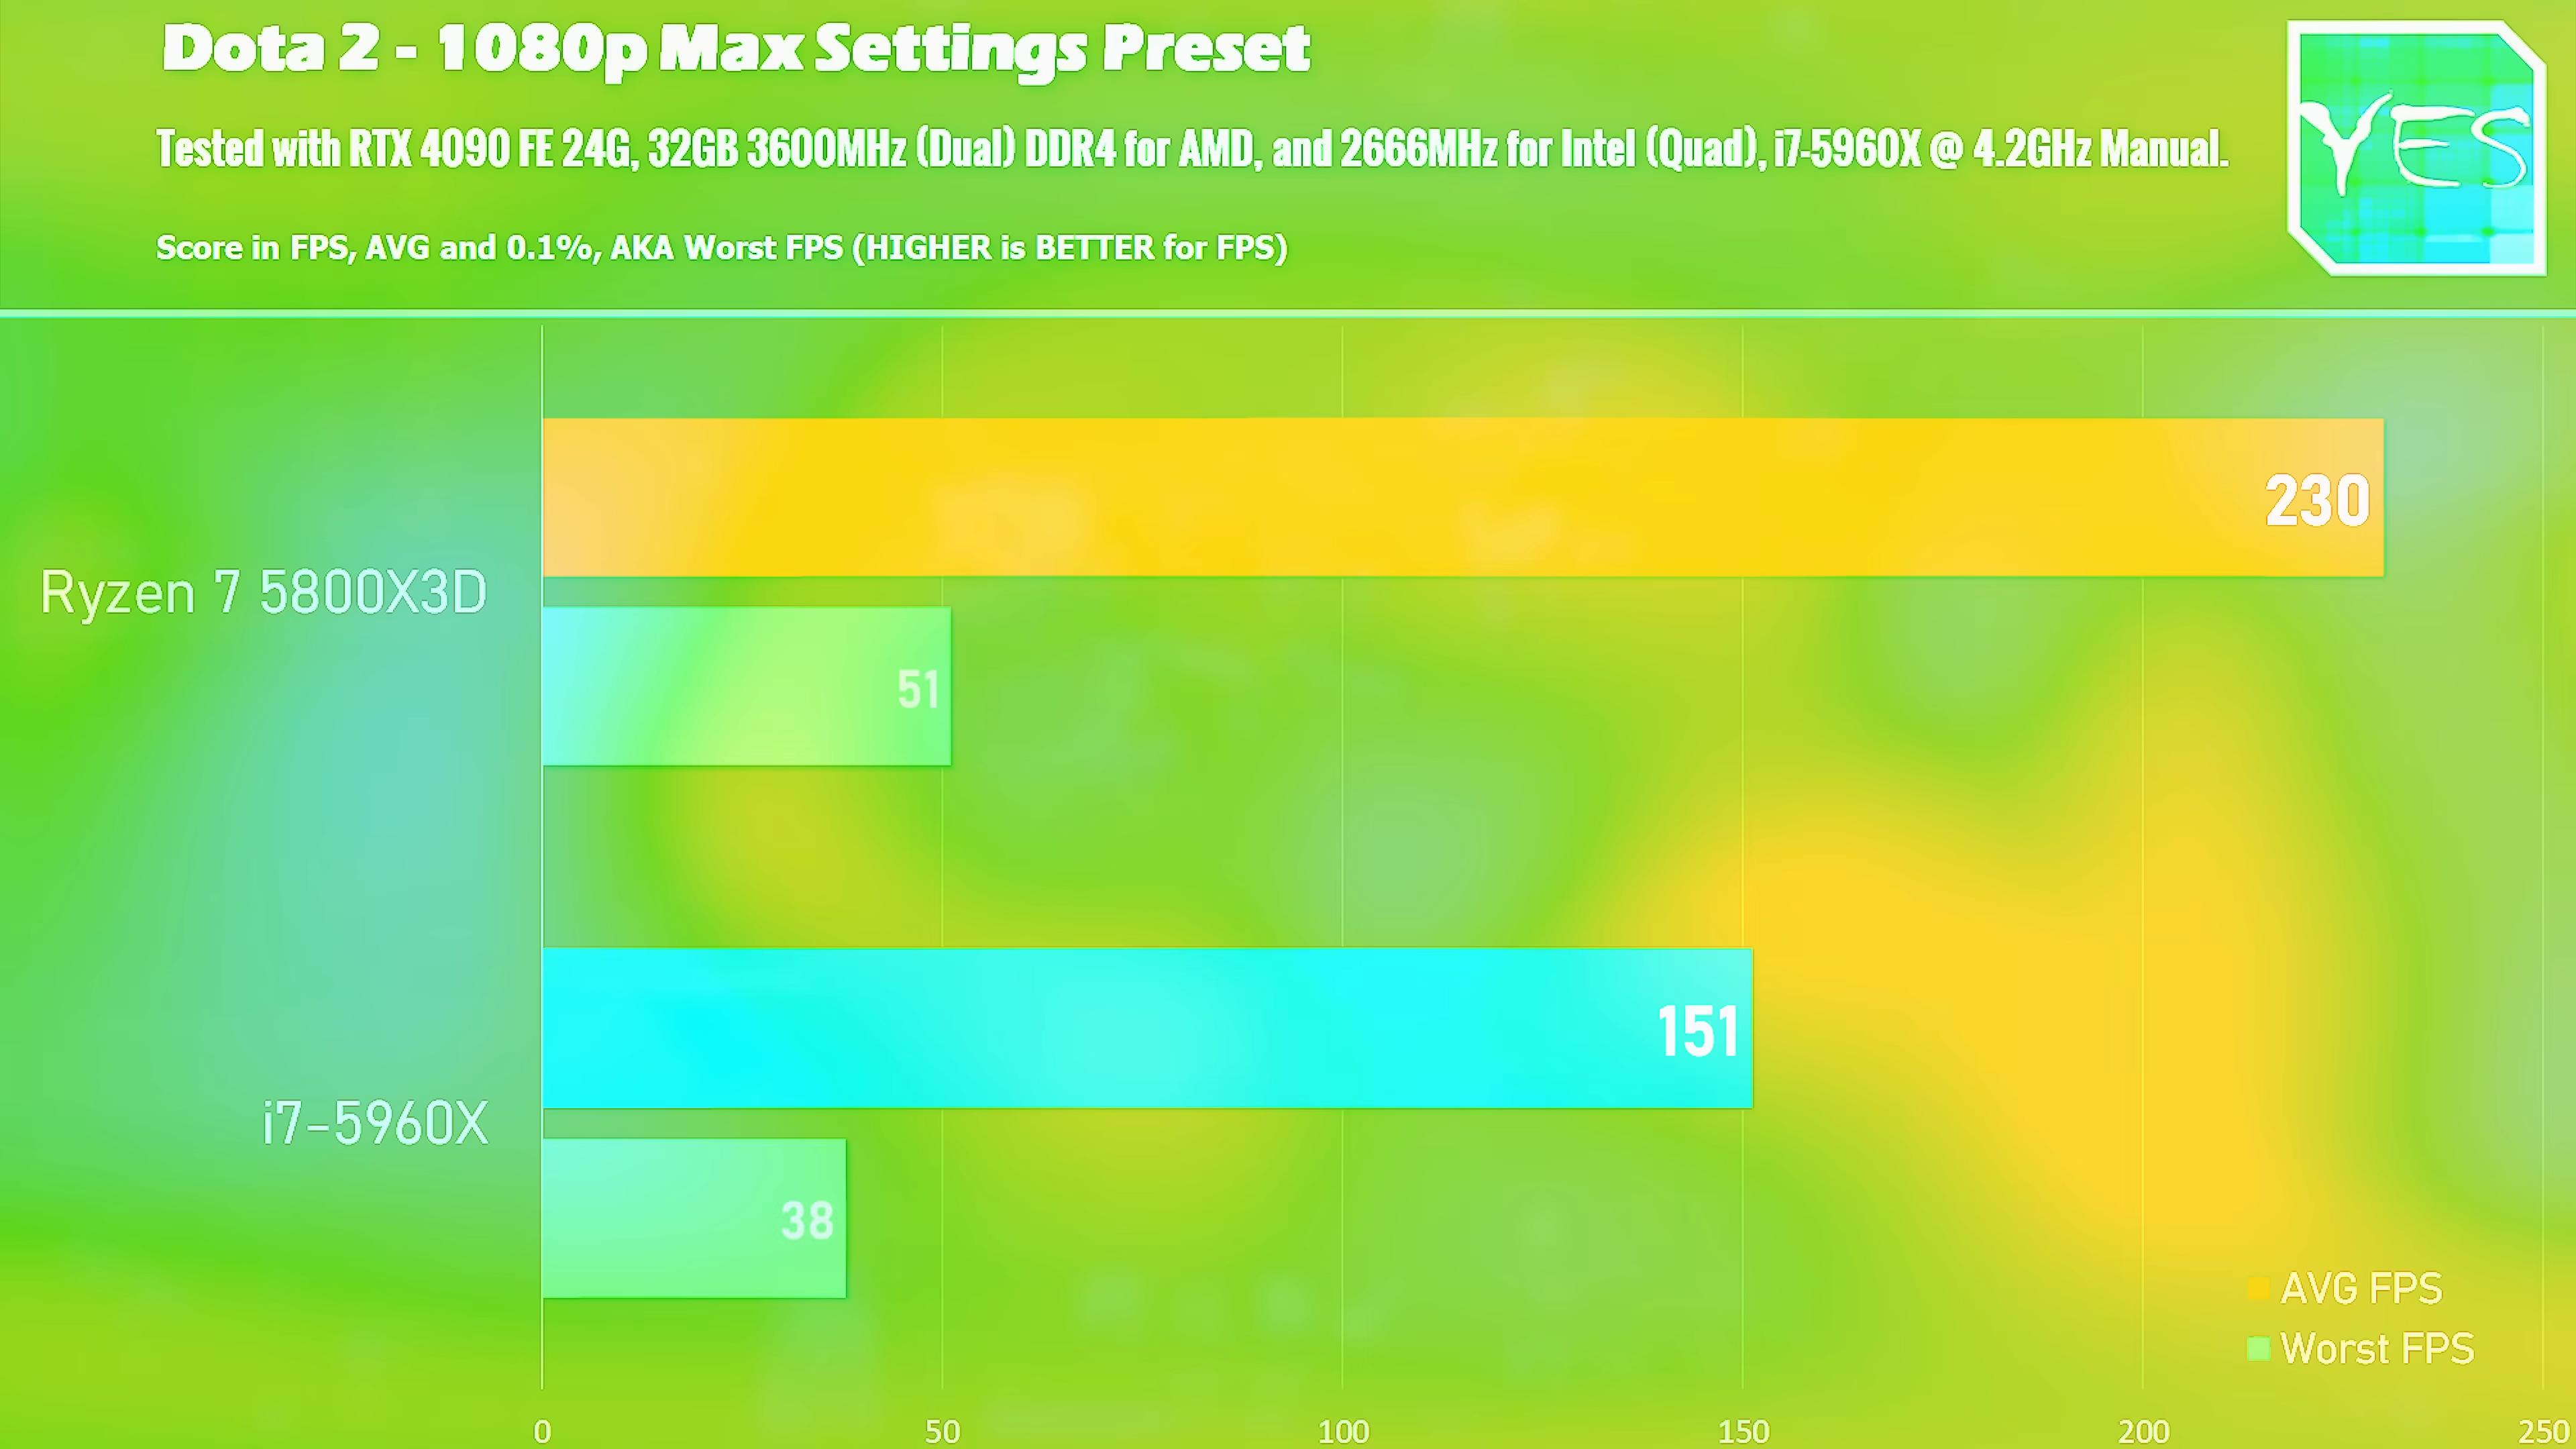 Dota 2 - 1080p Max Settings Preset
YES
Tested with RTX 4090 FE 24G, 32GB 3600MHz (Dual) DDR4 for AMD, and 2666MHz for Intel (Quad), i7-5960X @ 4.2GHz Manual.
Score in FPS, AVG and 0.1%, AKA Worst FPS (HIGHER is BETTER for FPS)
230
Ryzen 7 5800X3D
51
151
i7-5960X
38
AVG FPS
Worst FPS
0 50 100 150 200 250